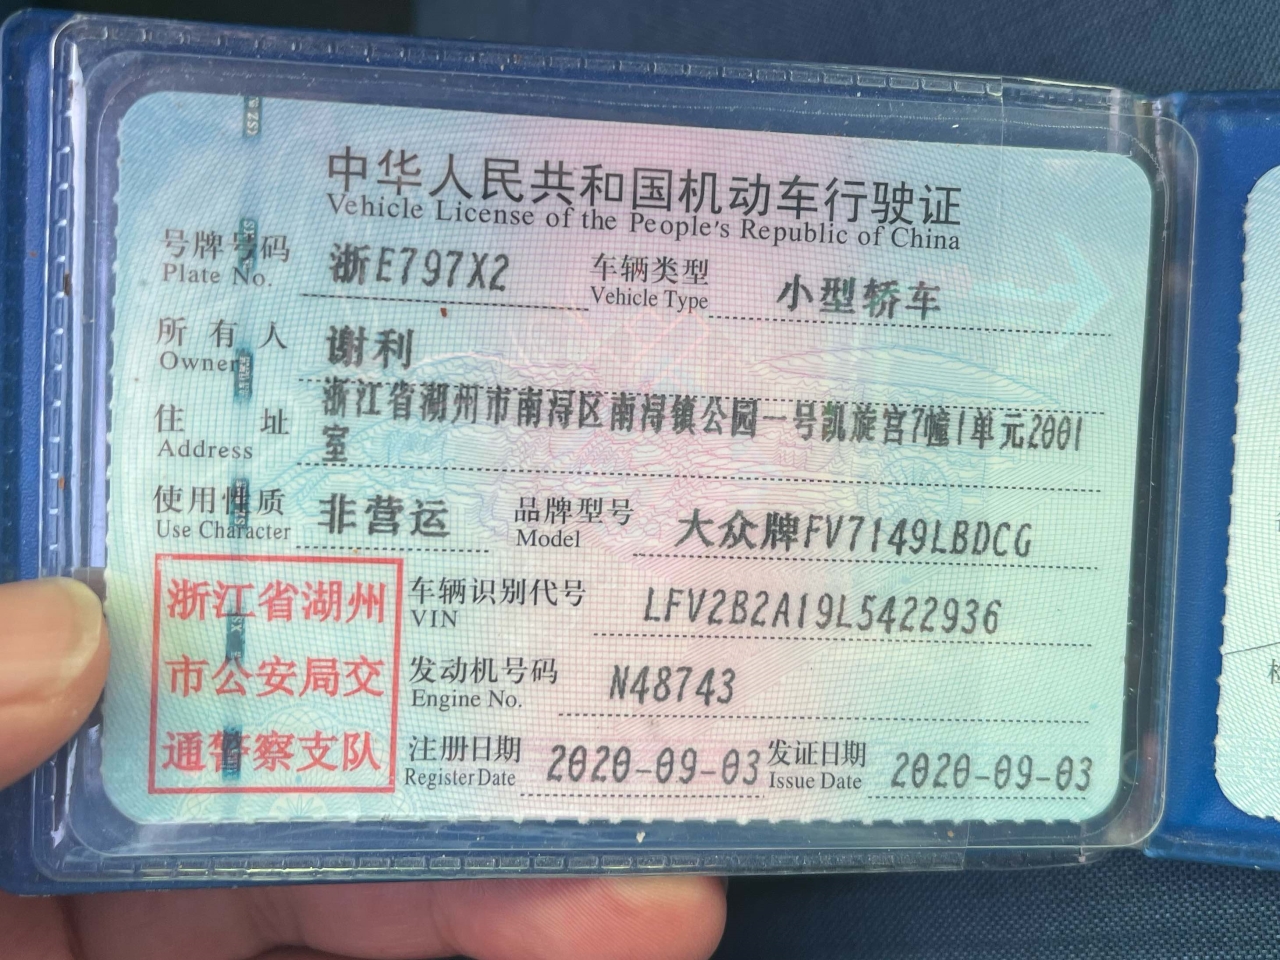 中华人民共和国机动车行驶证
Vehicle License of the People's Republic of China
号牌号码 浙E797X2 车辆类型 小型轿车
Plate No. Vehicle Type
所有人 谢利
Owner
住址 浙江省湖州市南浔区南浔镇公园一号凯旋宫7幢1单元2001
室
Address
使用性质 非营运 品牌型号 大众牌FV7149LBDCG
Use Character Model
浙江省湖州
市公安局交
通警察支队
车辆识别代号 LFV2B2A19L5422936
VIN
发动机号码 N48743
Engine No.
注册日期 2020-09-03 发证日期 2020-09-03
Register Date Issue Date